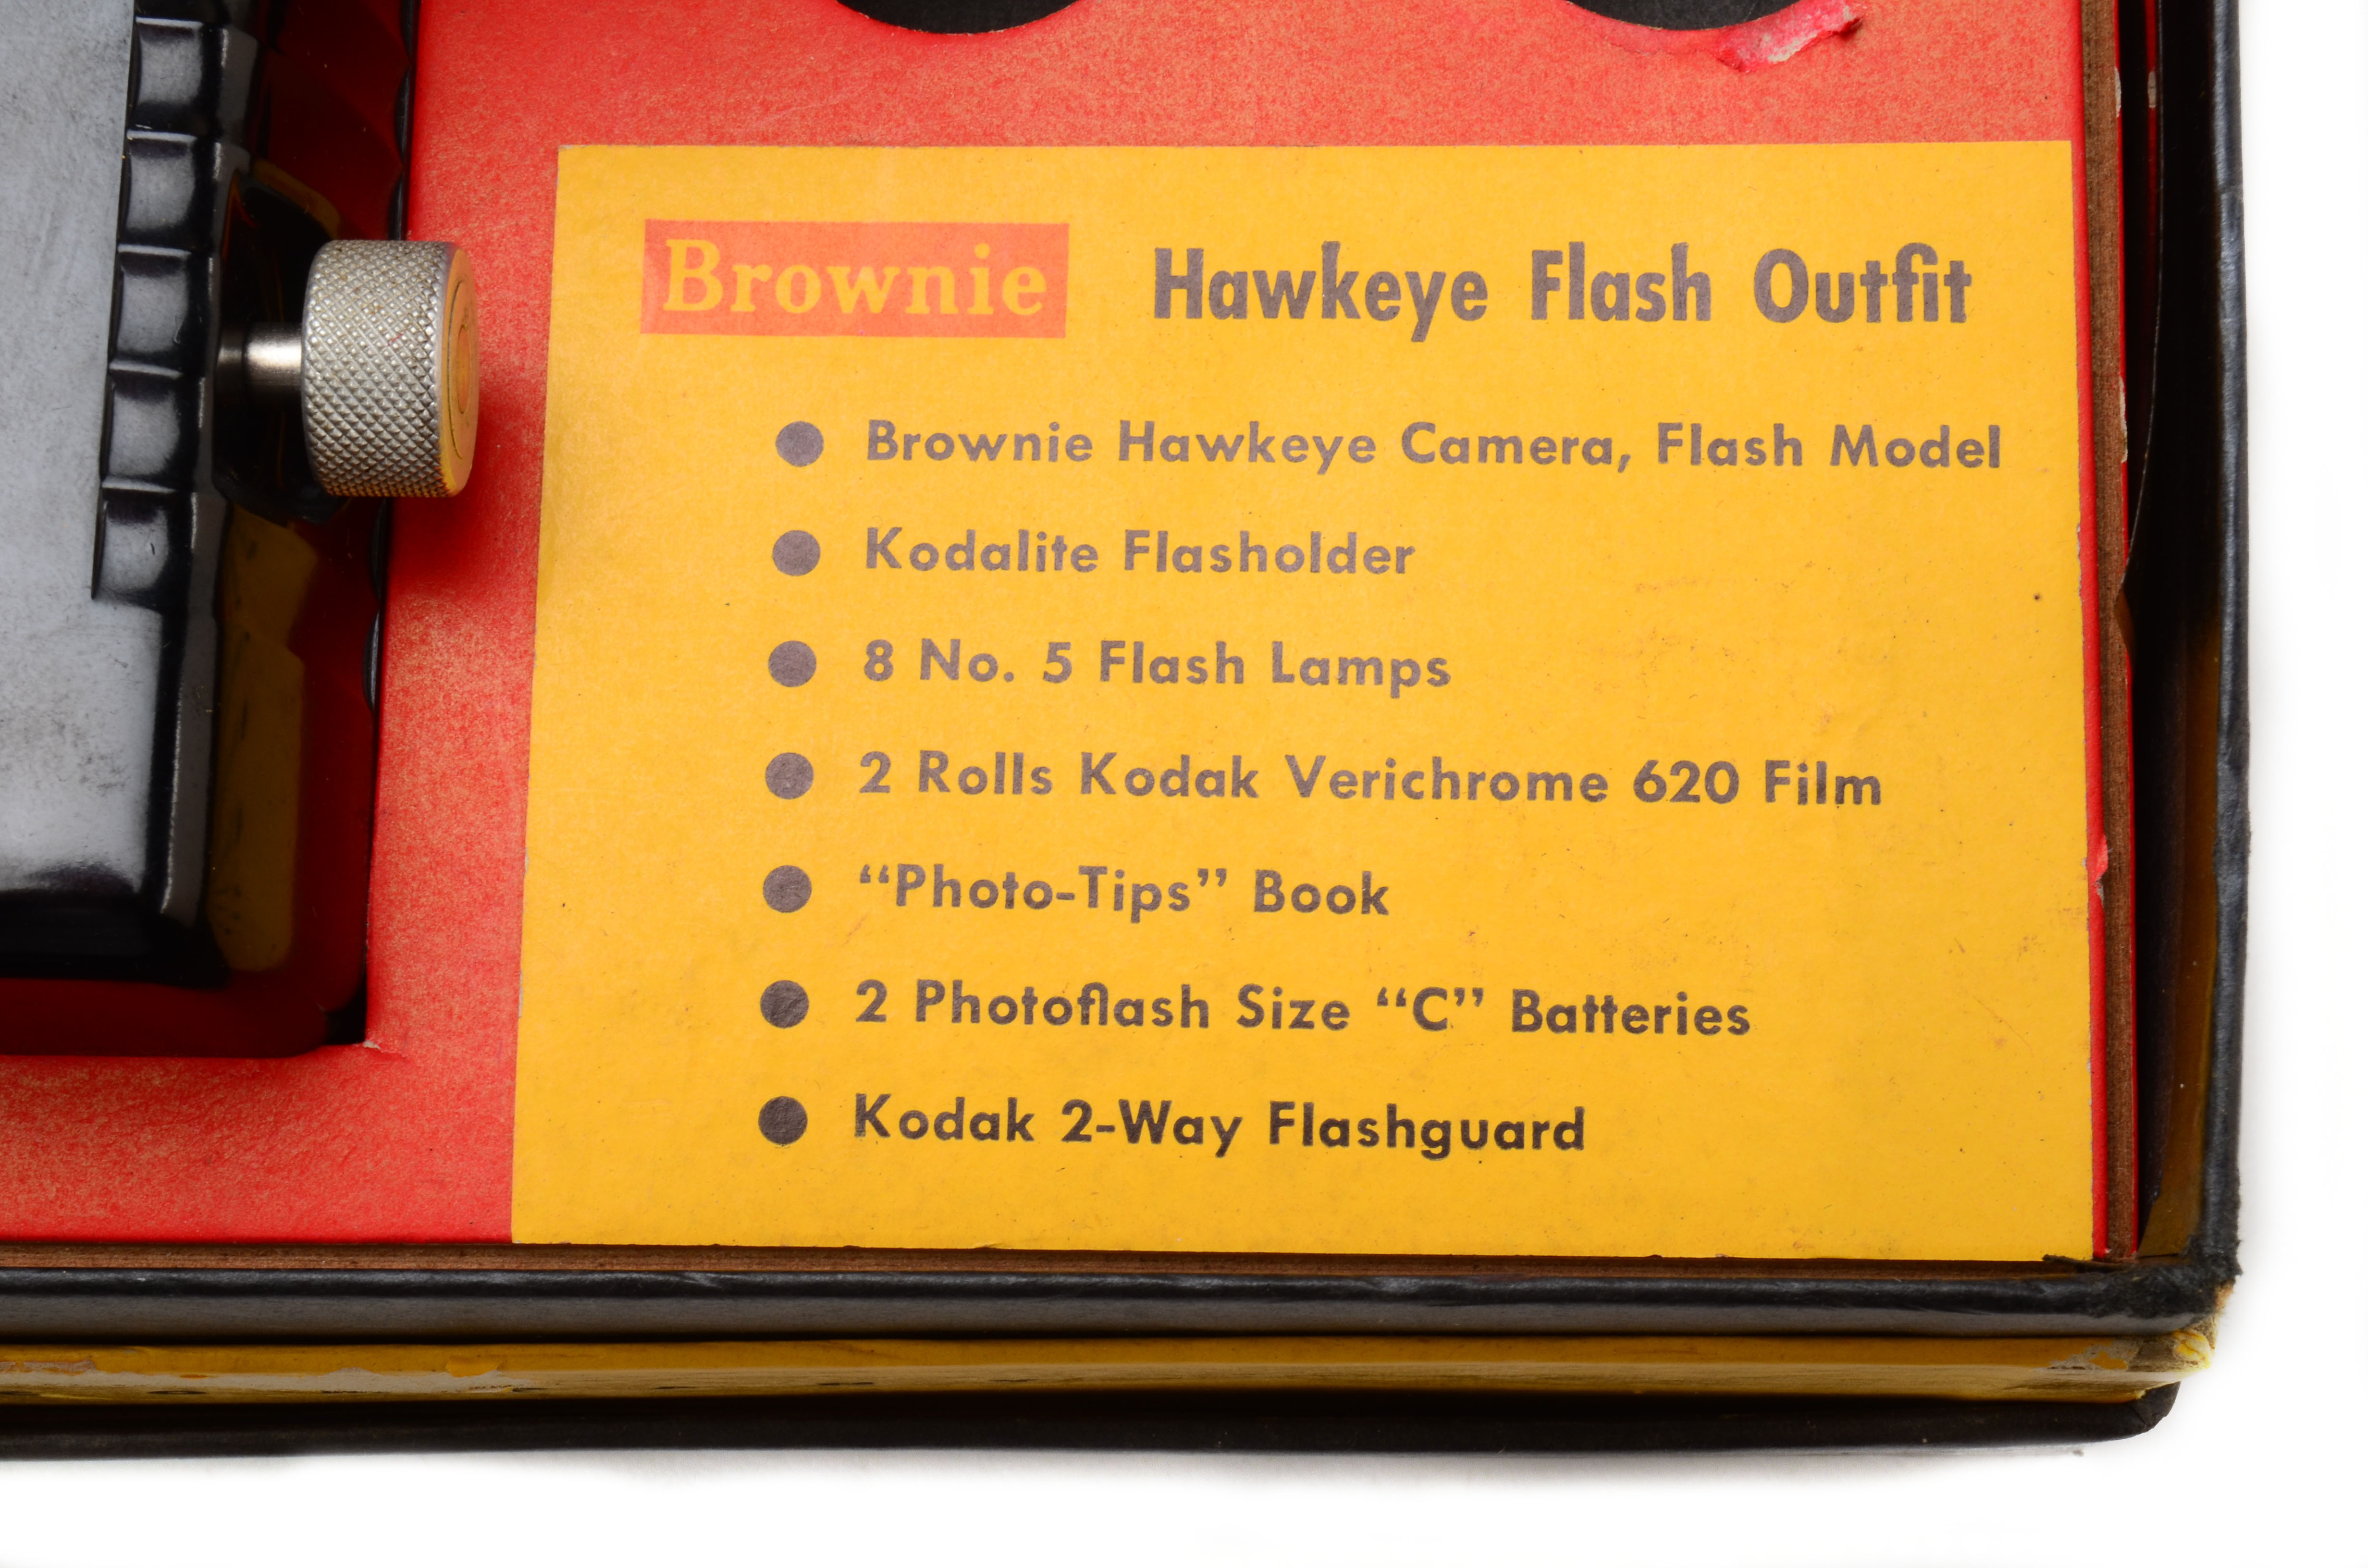 Brownie Hawkeye Flash Outfit
● Brownie Hawkeye Camera, Flash Model
● Kodalite Flasholder
● 8 No. 5 Flash Lamps
● 2 Rolls Kodak Verichrome 620 Film
● “Photo-Tips” Book
● 2 Photoflash Size “C” Batteries
● Kodak 2-Way Flashguard